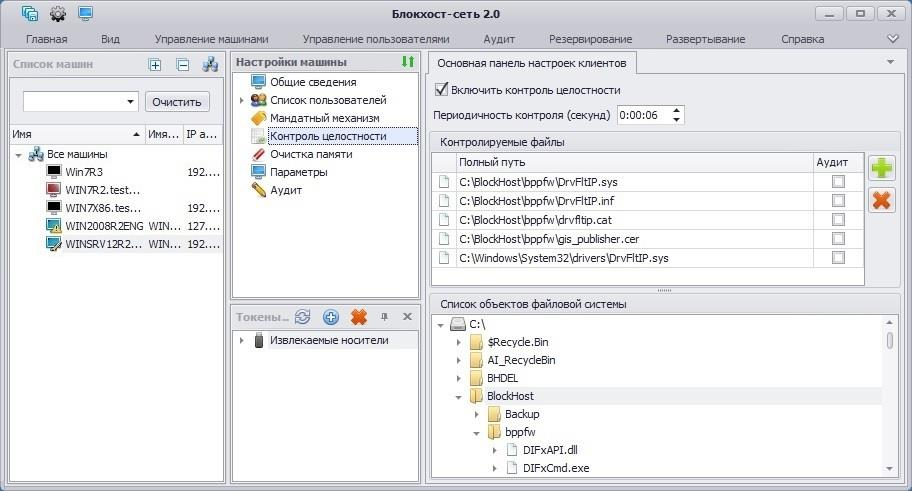 Блокхост-сеть 2.0
Главная Вид Управление машинами Управление пользователями Аудит Резервирование Развертывание Справка
Список машин
Очистить
Имя Имя... IP а...
Все машины
Win7R3 192....
WIN7R2.test...
WIN7X86.tes... 192....
WIN2008R2ENG WIN... 127....
WINSRV12R2... WIN... 192....
Настройки машины
Общие сведения
Список пользователей
Мандатный механизм
Контроль целостности
Очистка памяти
Параметры
Аудит
Токены...
Извлекаемые носители
Основная панель настроек клиентов
Включить контроль целостности
Периодичность контроля (секунд) 0:00:06
Контролируемые файлы
Полный путь Аудит
C:\BlockHost\bppfw\DrvFltIP.sys
C:\BlockHost\bppfw\DrvFltIP.inf
C:\BlockHost\bppfw\drvfltip.cat
C:\BlockHost\bppfw\gis_publisher.cer
C:\Windows\System32\drivers\DrvFltIP.sys
Список объектов файловой системы
C:\
$Recycle.Bin
AI_RecycleBin
BHDEL
BlockHost
Backup
bppfw
DIFxAPI.dll
DIFxCmd.exe